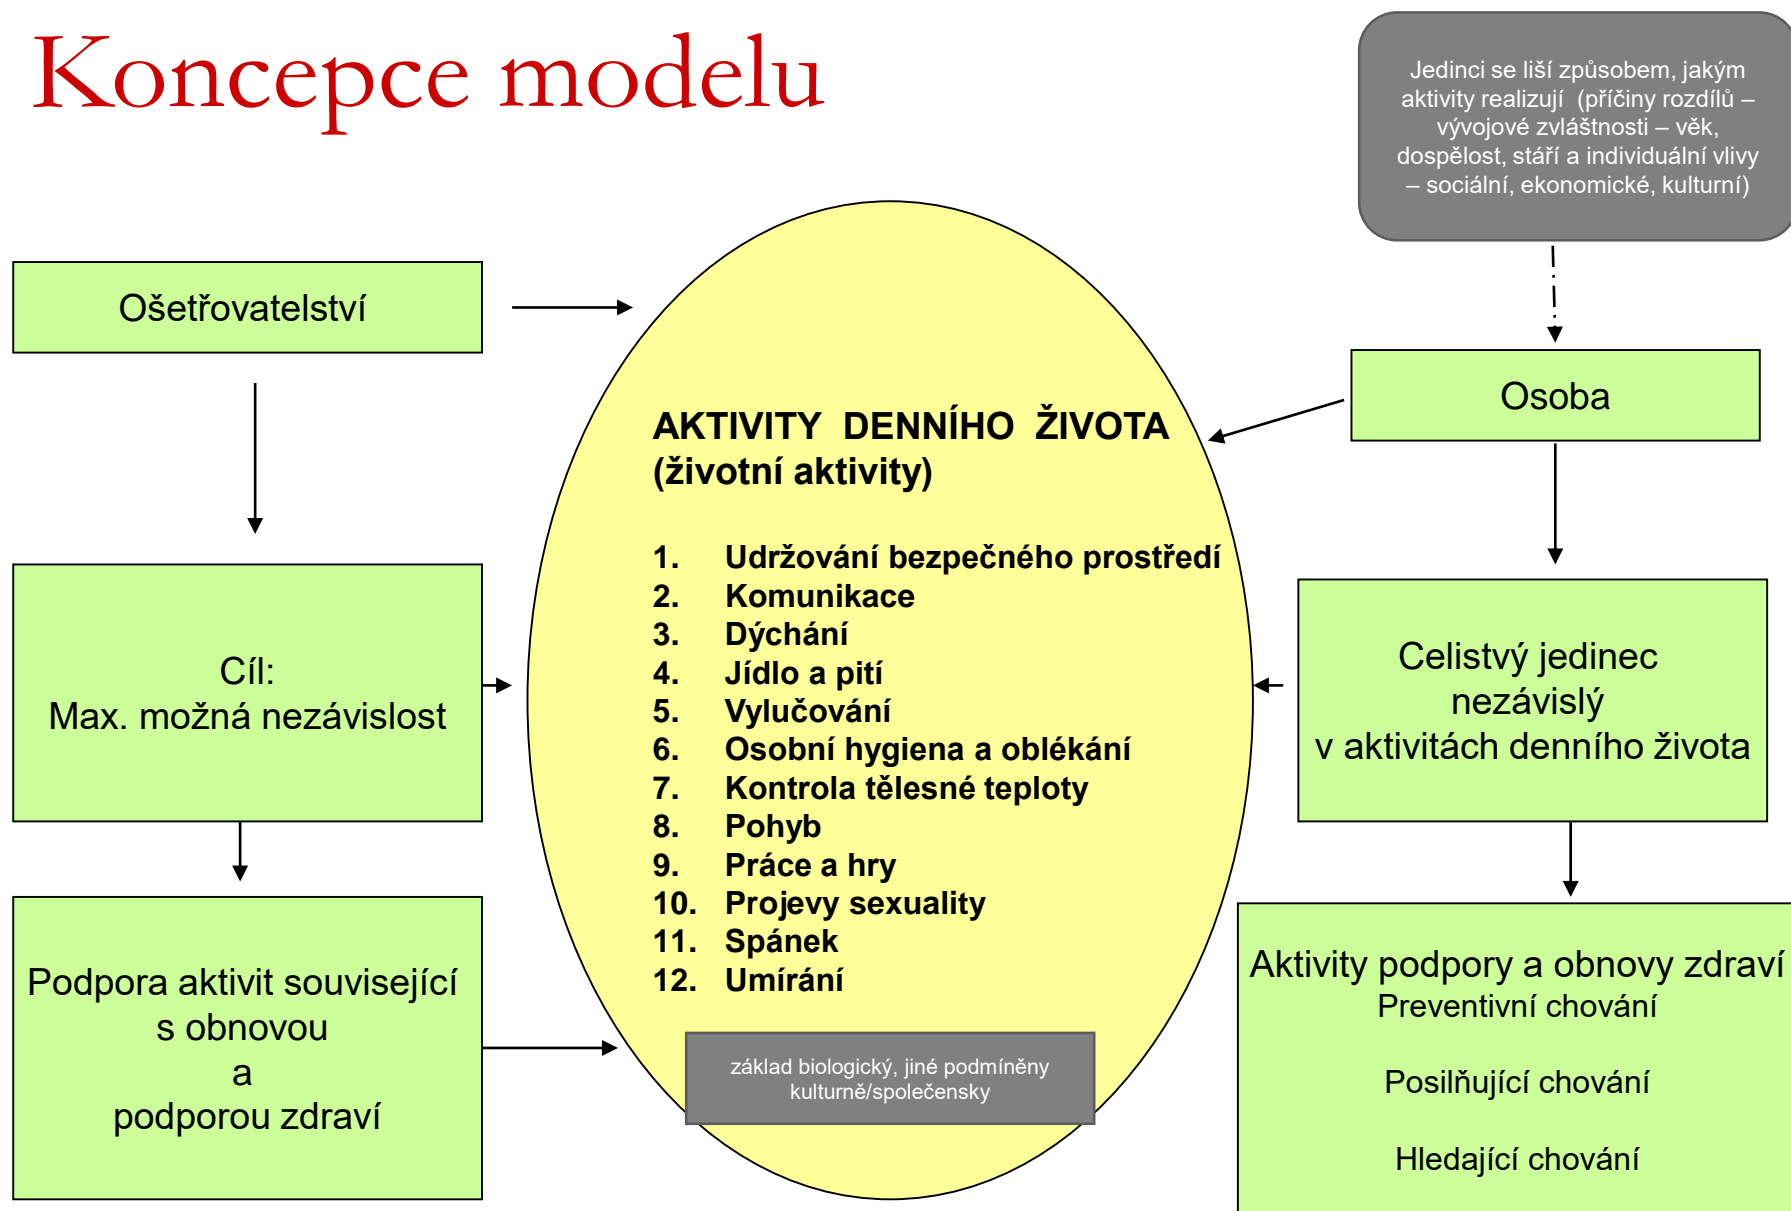 Koncepce modelu
Jedinci se liší způsobem, jakým
aktivity realizují (příčiny rozdílů –
vývojové zvláštnosti – věk,
dospělost, stáří a individuální vlivy
– sociální, ekonomické, kulturní)
Ošetřovatelství
Cíl:
Max. možná nezávislost
Podpora aktivit související
s obnovou
a
podporou zdraví
AKTIVITY DENNÍHO ŽIVOTA
(životní aktivity)
1. Udržování bezpečného prostředí
2. Komunikace
3. Dýchání
4. Jídlo a pití
5. Vylučování
6. Osobní hygiena a oblékání
7. Kontrola tělesné teploty
8. Pohyb
9. Práce a hry
10. Projevy sexuality
11. Spánek
12. Umírání
základ biologický, jiné podmíněny
kulturně/společensky
Osoba
Celistvý jedinec
nezávislý
v aktivitách denního života
Aktivity podpory a obnovy zdraví
Preventivní chování
Posilňující chování
Hledající chování